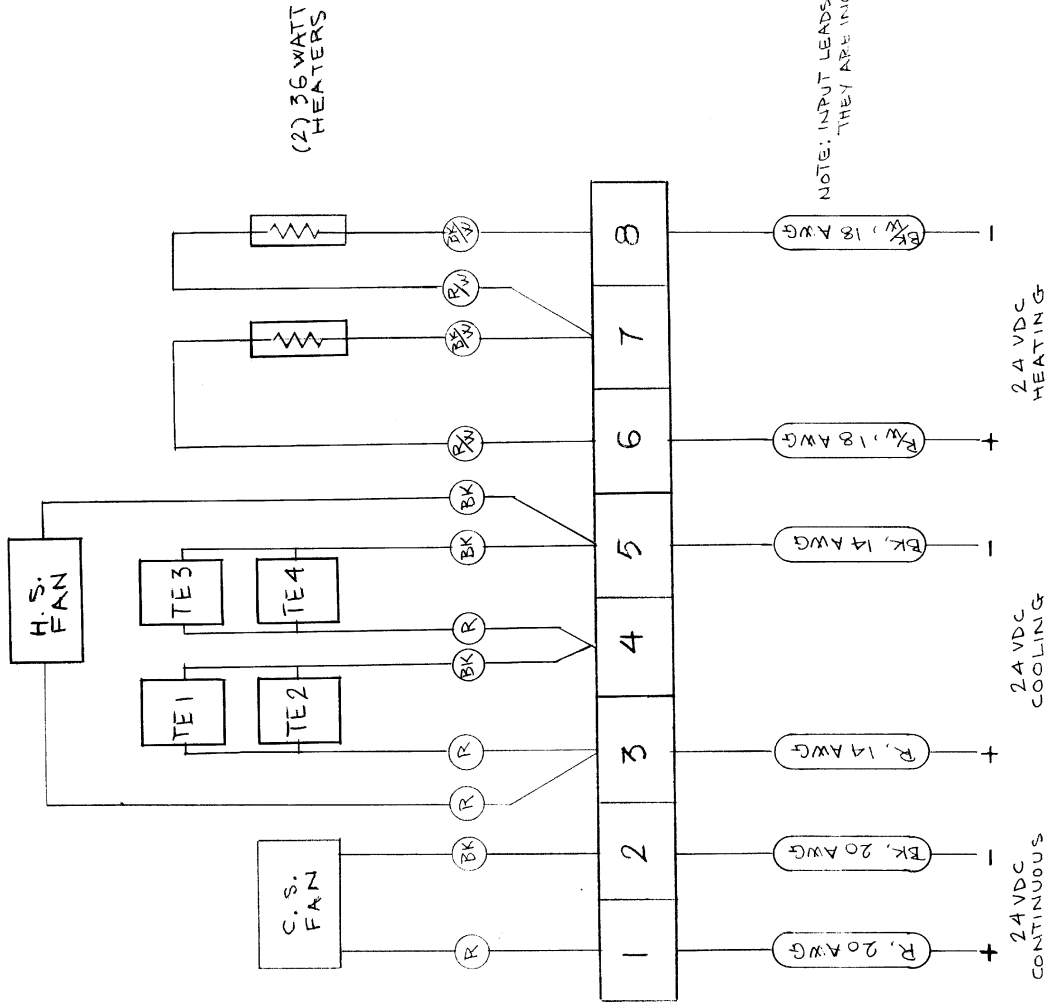 (2) 36 WATT
HEATERS
H.S.
FAN
TE3
TE4
TE1
TE2
C. S.
FAN
R
BK
R
R
BK
R
BK
BK
R/W
BK/W
R/W
BK/W
1
2
3
4
5
6
7
8
R, 20 AWG
BK, 20 AWG
R, 14 AWG
BK, 14 AWG
R/W, 18 AWG
BK/W, 18 AWG
+
-
+
-
+
-
24 VDC
CONTINUOUS
24 VDC
COOLING
24 VDC
HEATING
NOTE: INPUT LEADS
THEY ARE